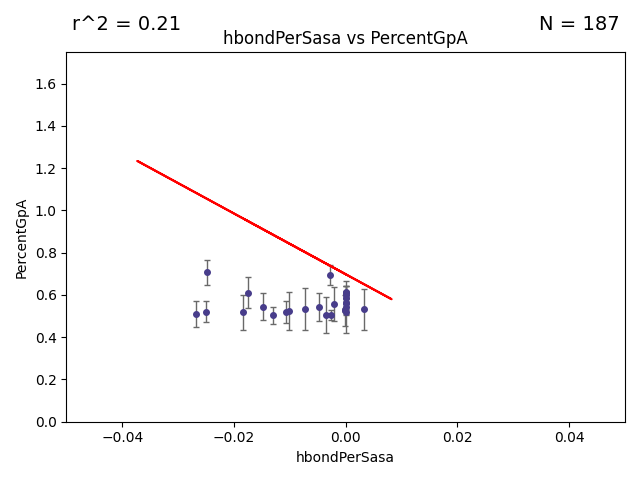 r^2 = 0.21
N = 187
hbondPerSasa vs PercentGpA
PercentGpA
1.6
1.4
1.2
1.0
0.8
0.6
0.4
0.2
0.0
−0.04
−0.02
0.00
0.02
0.04
hbondPerSasa